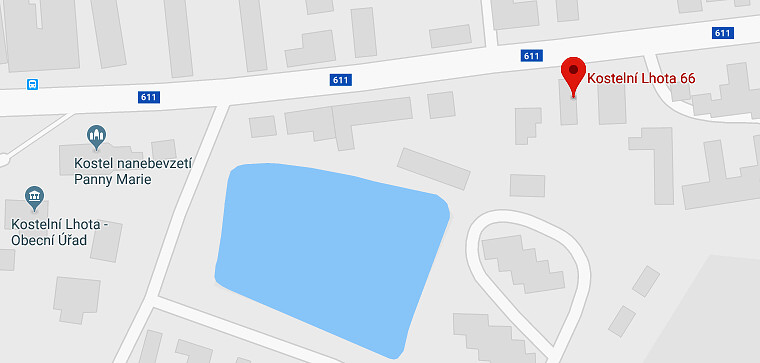 611
611
Kostelní Lhota 66
611
611
Kostel nanebevzetí
Panny Marie
Kostelní Lhota -
Obecní Úřad